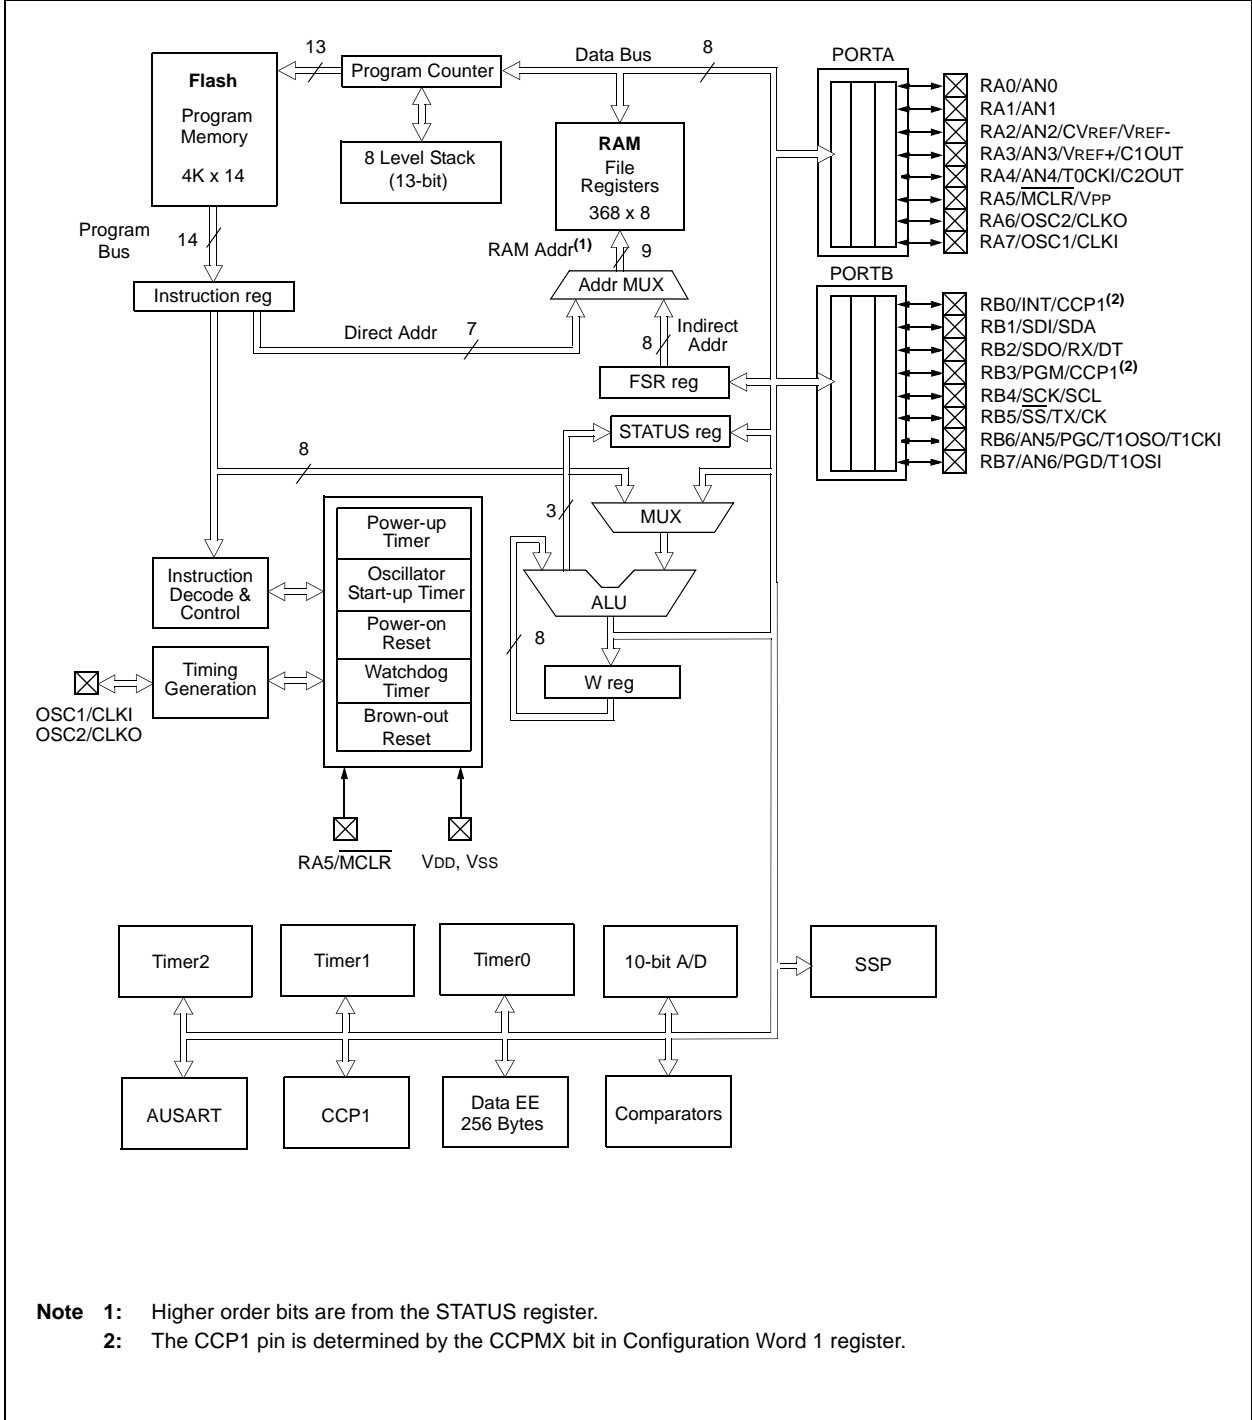 13
Data Bus
8
PORTA
Flash
Program
Memory
4K x 14
Program Counter
8 Level Stack
(13-bit)
RAM
File
Registers
368 x 8
RA0/AN0
RA1/AN1
RA2/AN2/CVREF/VREF-
RA3/AN3/VREF+/C1OUT
RA4/AN4/T0CKI/C2OUT
RA5/MCLR/VPP
RA6/OSC2/CLKO
RA7/OSC1/CLKI
Program
Bus
14
RAM Addr(1)
9
PORTB
Instruction reg
Addr MUX
Direct Addr
7
Indirect
Addr
8
FSR reg
RB0/INT/CCP1(2)
RB1/SDI/SDA
RB2/SDO/RX/DT
RB3/PGM/CCP1(2)
RB4/SCK/SCL
RB5/SS/TX/CK
RB6/AN5/PGC/T1OSO/T1CKI
RB7/AN6/PGD/T1OSI
STATUS reg
8
3
MUX
Power-up
Timer
Oscillator
Start-up Timer
Power-on
Reset
Watchdog
Timer
Brown-out
Reset
Instruction
Decode &
Control
ALU
8
Timing
Generation
W reg
OSC1/CLKI
OSC2/CLKO
RA5/MCLR
VDD, VSS
Timer2
Timer1
Timer0
10-bit A/D
SSP
AUSART
CCP1
Data EE
256 Bytes
Comparators
Note 1: Higher order bits are from the STATUS register.
2: The CCP1 pin is determined by the CCPMX bit in Configuration Word 1 register.